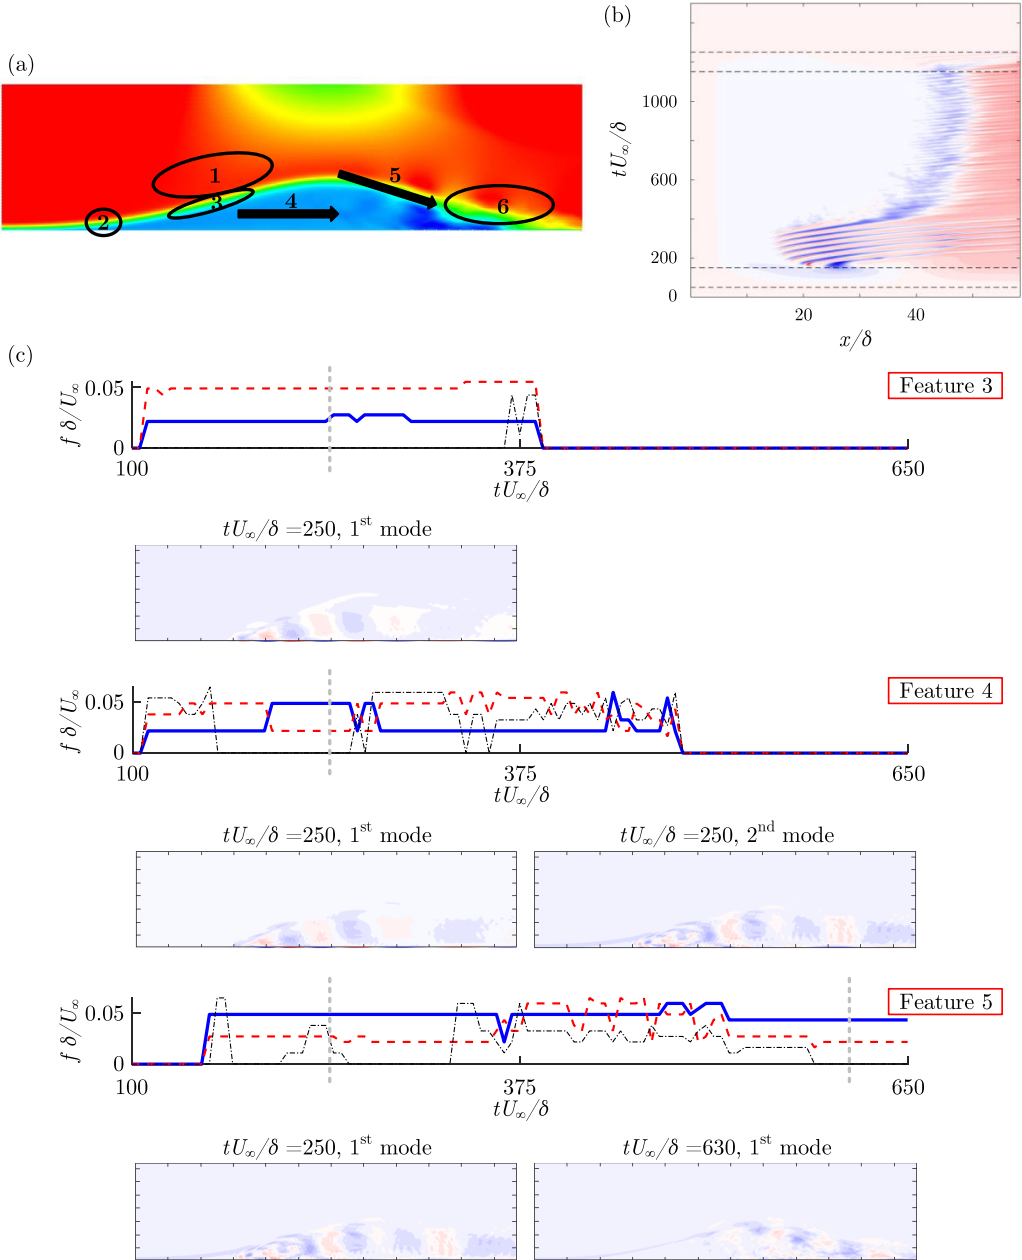 (a)
1
2
3
4
5
6
(b)
tU∞/δ
1000
600
200
0
20
40
x/δ
(c)
f δ/U∞
0.05
0
100
375
650
tU∞/δ
Feature 3
tU∞/δ =250, 1st mode
f δ/U∞
0.05
0
100
375
650
tU∞/δ
Feature 4
tU∞/δ =250, 1st mode
tU∞/δ =250, 2nd mode
f δ/U∞
0.05
0
100
375
650
tU∞/δ
Feature 5
tU∞/δ =250, 1st mode
tU∞/δ =630, 1st mode